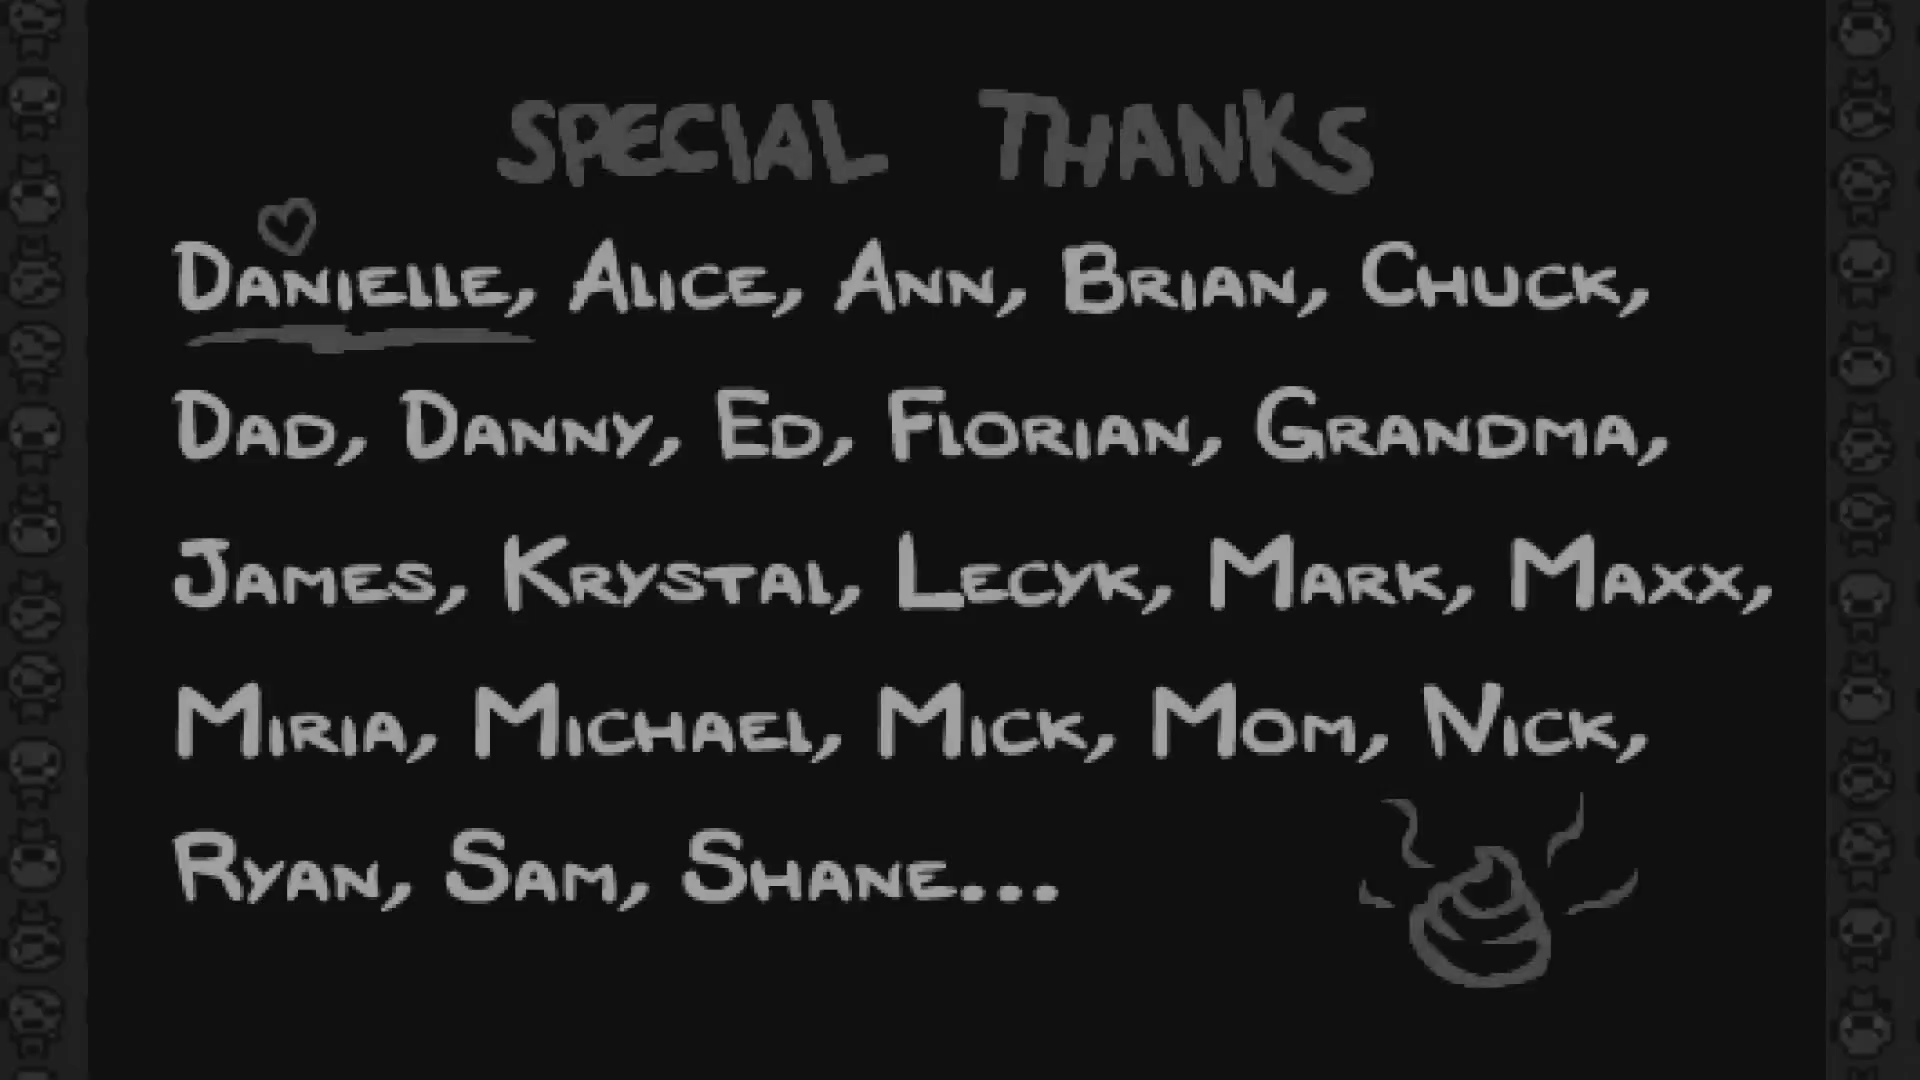 SPECIAL THANKS
Danielle, Alice, Ann, Brian, Chuck,
Dad, Danny, Ed, Florian, Grandma,
James, Krystal, Lecyk, Mark, Maxx,
Miria, Michael, Mick, Mom, Nick,
Ryan, Sam, Shane...